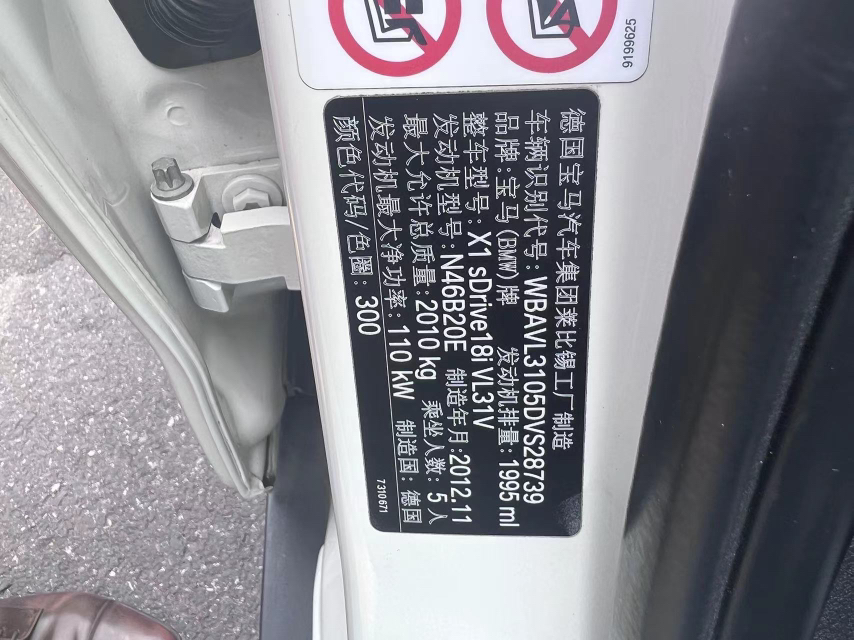 9199625
德国宝马汽车集团莱比锡工厂制造
车辆识别代号: WBAVL3105DVS28739
品牌: 宝马(BMW)牌 发动机排量: 1995 ml
整车型号: X1 sDrive18i VL31V
发动机型号: N46B20E 制造年月: 2012.11
最大允许总质量: 2010 kg 乘坐人数: 5 人
发动机最大净功率: 110 kW 制造国: 德国
颜色代码/色圈: 300 7 310 671